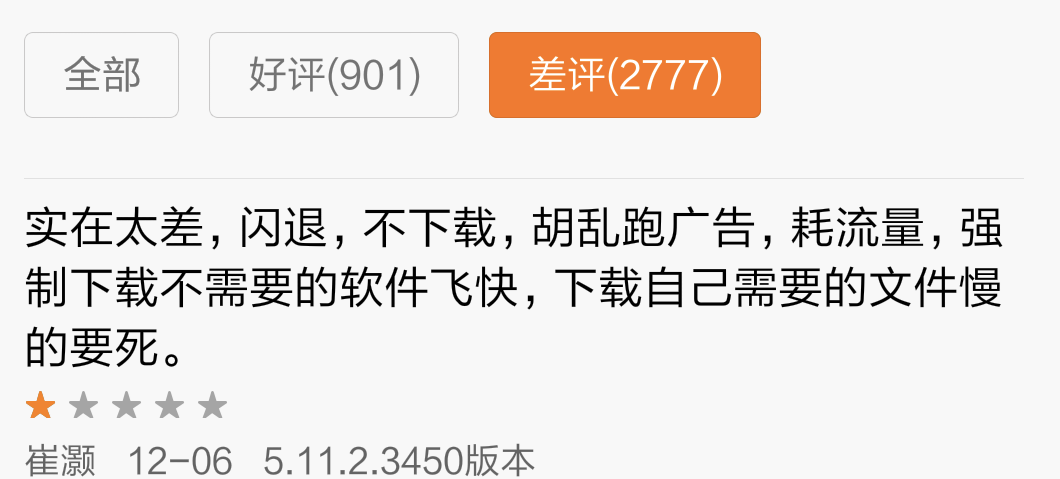 全部 好评(901) 差评(2777)
实在太差，闪退，不下载，胡乱跑广告，耗流量，强
制下载不需要的软件飞快，下载自己需要的文件慢
的要死。
崔灏 12-06 5.11.2.3450版本